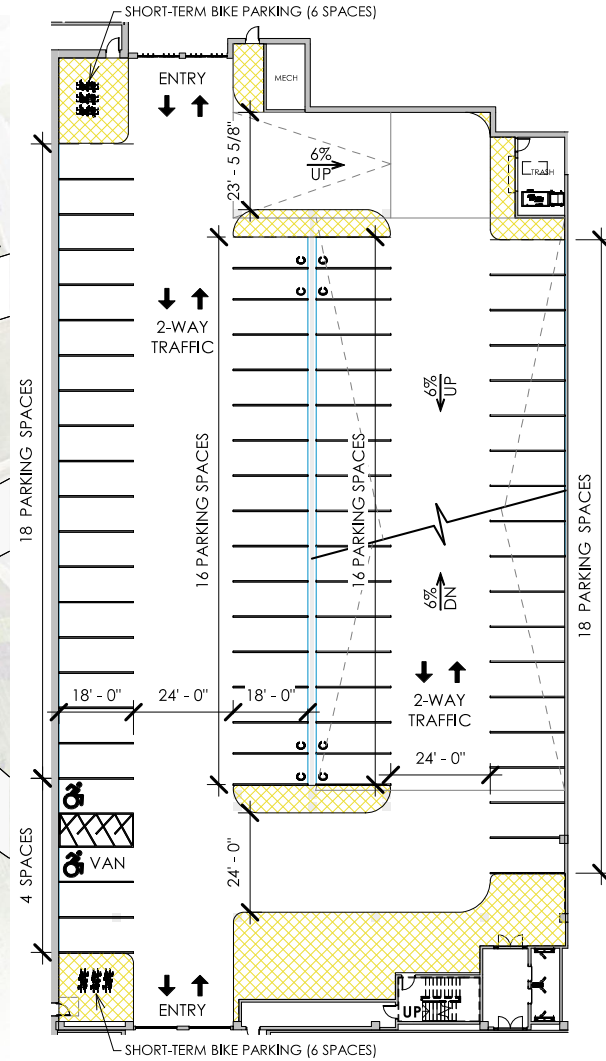 SHORT-TERM BIKE PARKING (6 SPACES)
ENTRY
MECH
23' - 5 5/8"
6%
UP
TRASH
C C
C C
2-WAY
TRAFFIC
6%
UP
18 PARKING SPACES
16 PARKING SPACES
16 PARKING SPACES
18 PARKING SPACES
6%
DN
18' - 0"
24' - 0"
18' - 0"
2-WAY
TRAFFIC
C C
24' - 0"
C C
4 SPACES
VAN
24' - 0"
ENTRY
UP
SHORT-TERM BIKE PARKING (6 SPACES)